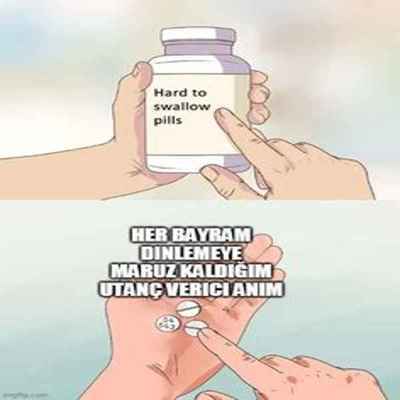 Hard to
swallow
pills
HER BAYRAM
DİNLEMEYE
MARUZ KALDIĞIM
UTANÇ VERİCİ ANIM
imgflip.com